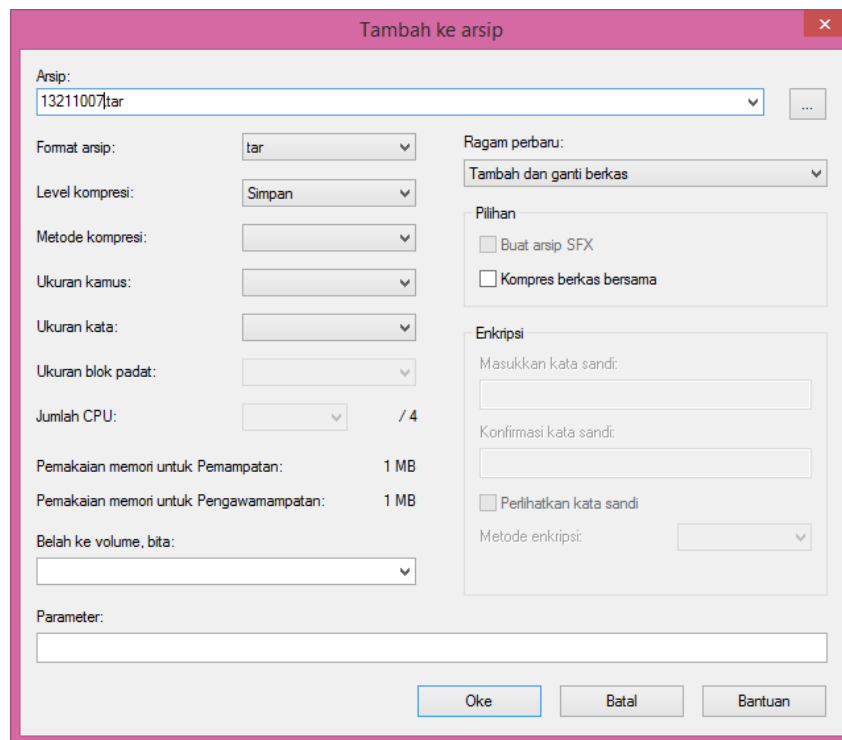 Tambah ke arsip
Arsip:
13211007.tar
...
Format arsip:
tar
Level kompresi:
Simpan
Metode kompresi:
Ukuran kamus:
Ukuran kata:
Ukuran blok padat:
Jumlah CPU:
/ 4
Pemakaian memori untuk Pemampatan:
1 MB
Pemakaian memori untuk Pengawamampatan:
1 MB
Belah ke volume, bita:
Ragam perbaru:
Tambah dan ganti berkas
Pilihan
Buat arsip SFX
Kompres berkas bersama
Enkripsi
Masukkan kata sandi:
Konfirmasi kata sandi:
Perlihatkan kata sandi
Metode enkripsi:
Parameter:
Oke
Batal
Bantuan